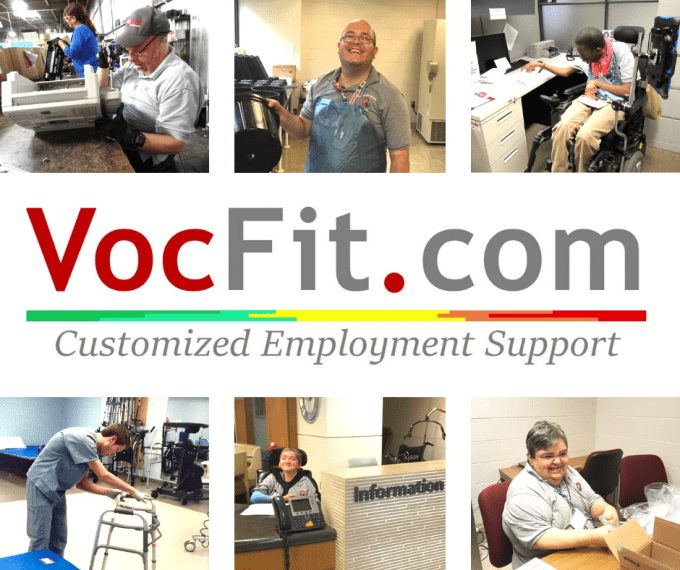 VocFit.com
Customized Employment Support
Information